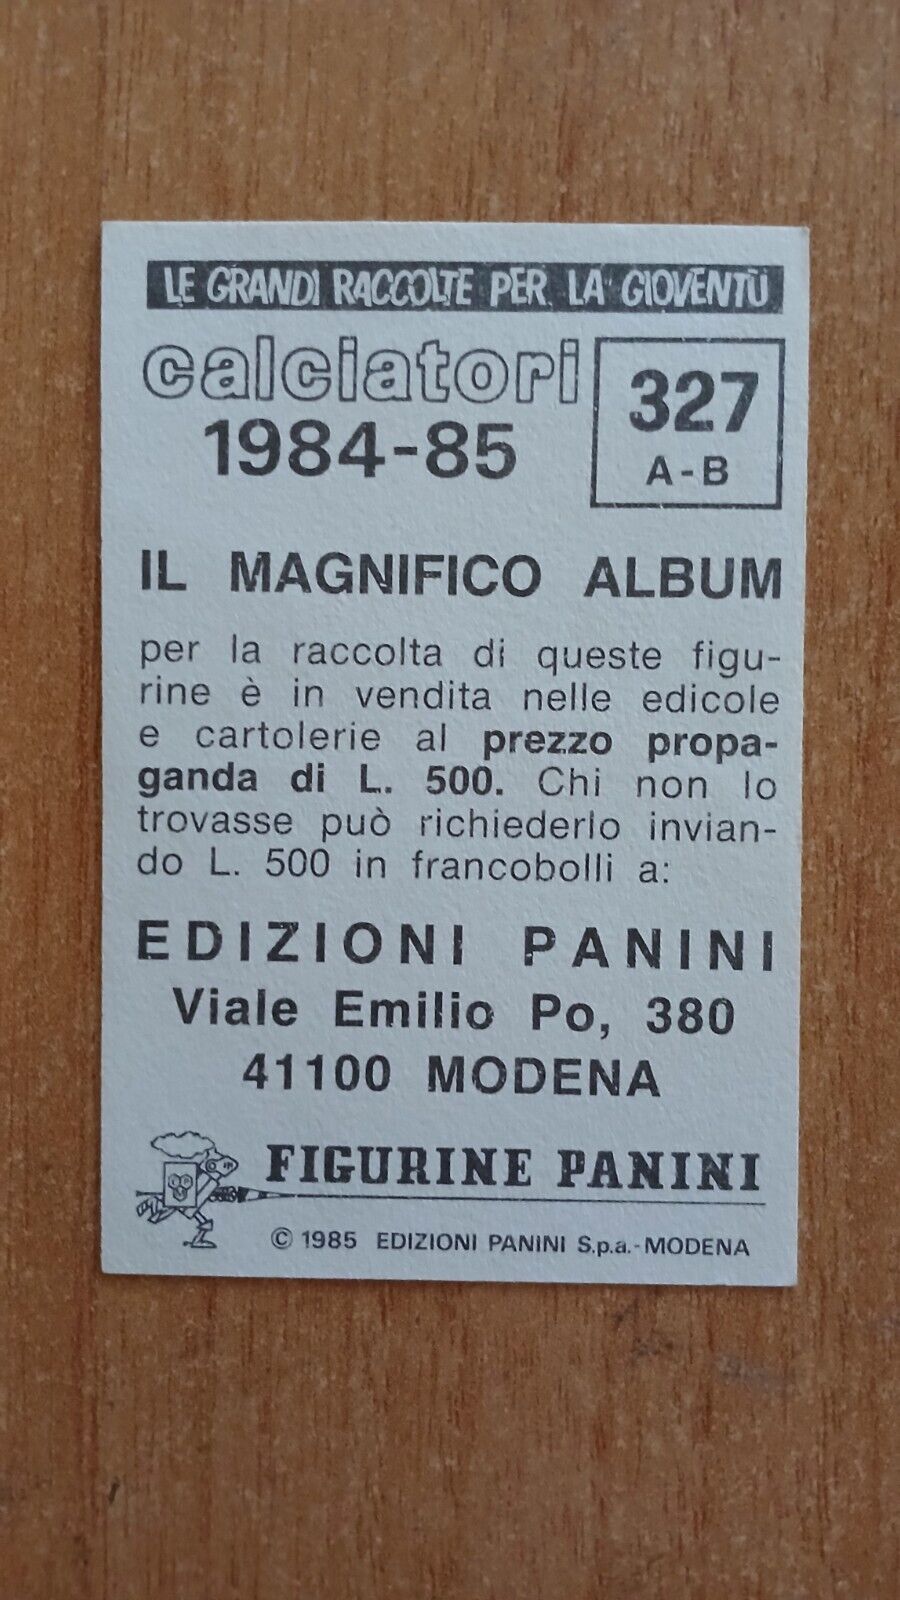 LE GRANDI RACCOLTE PER LA GIOVENTÙ
calciatori
1984-85
327
A-B
IL MAGNIFICO ALBUM
per la raccolta di queste figu-
rine è in vendita nelle edicole
e cartolerie al prezzo propa-
ganda di L. 500. Chi non lo
trovasse può richiederlo invian-
do L. 500 in francobolli a:
EDIZIONI PANINI
Viale Emilio Po, 380
41100 MODENA
FIGURINE PANINI
© 1985 EDIZIONI PANINI S.p.a.-MODENA